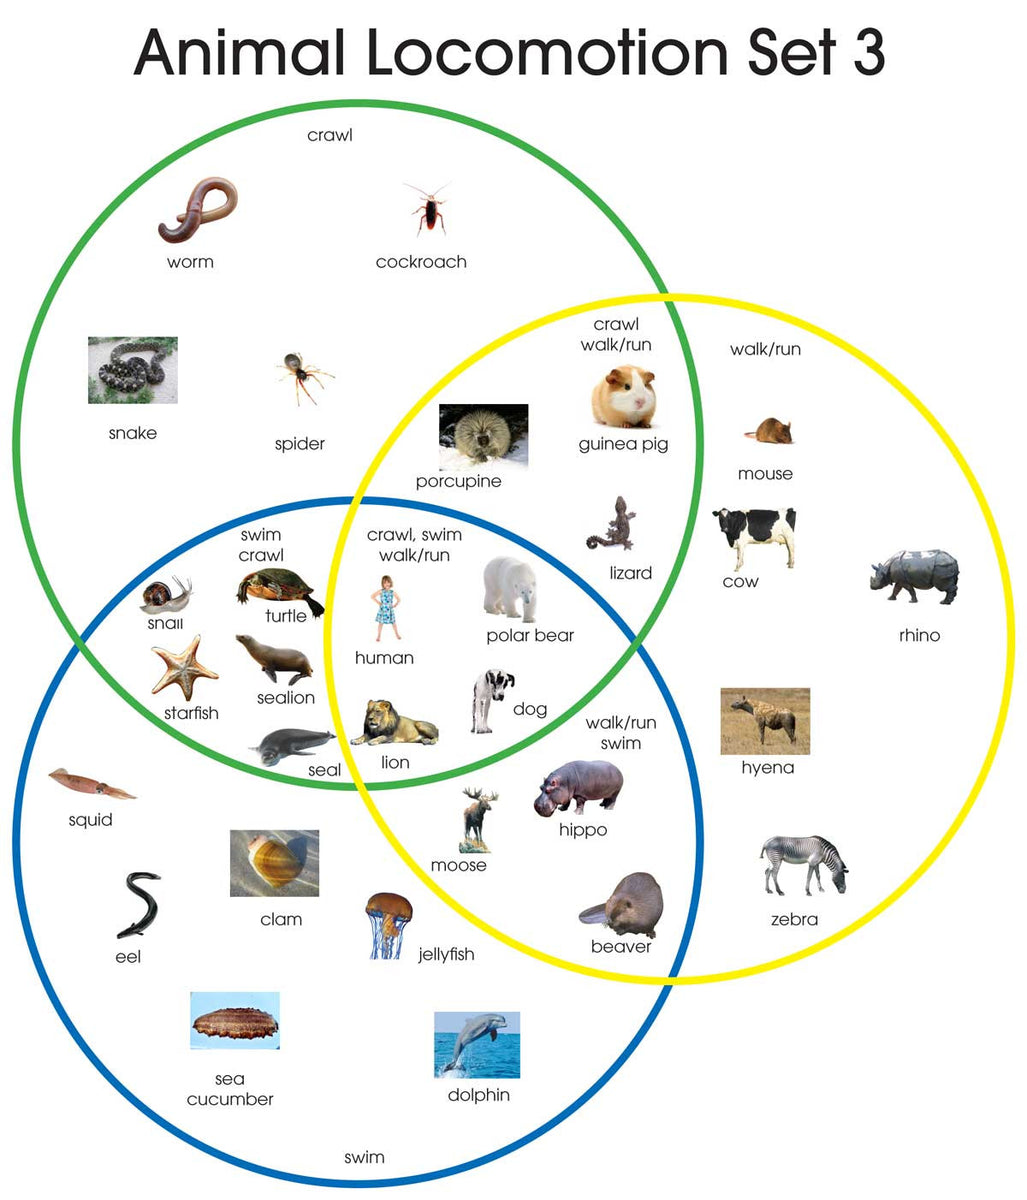 Animal Locomotion Set 3
crawl
worm
cockroach
crawl
walk/run
walk/run
snake
spider
guinea pig
porcupine
mouse
swim
crawl
crawl, swim
walk/run
lizard
cow
snail
turtle
polar bear
rhino
human
sealion
starfish
dog
walk/run
swim
seal
lion
hyena
squid
hippo
moose
clam
zebra
eel
jellyfish
beaver
sea
cucumber
dolphin
swim